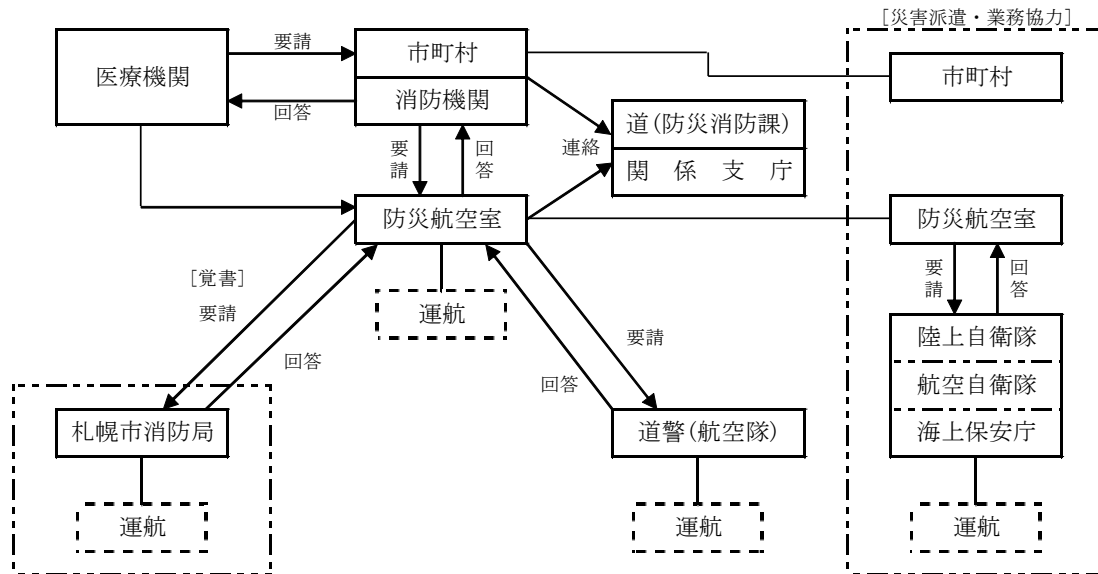 [災害派遣・業務協力]
医療機関
要請
回答
市町村
消防機関
市町村
道(防災消防課)
関 係 支 庁
連絡
要請
回答
防災航空室
防災航空室
[覚書]
要請
回答
運航
要請
回答
要請
回答
陸上自衛隊
航空自衛隊
海上保安庁
札幌市消防局
道警(航空隊)
運航
運航
運航